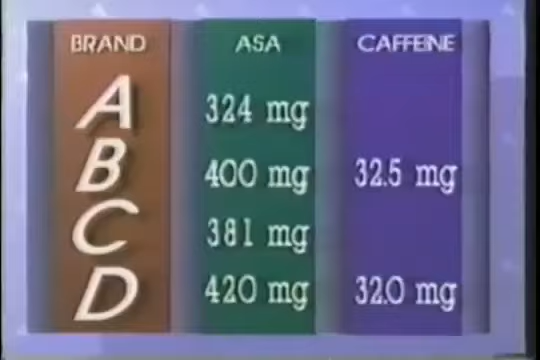 BRAND ASA CAFFEINE
A 324 mg
B 400 mg 32.5 mg
C 381 mg
D 420 mg 32.0 mg